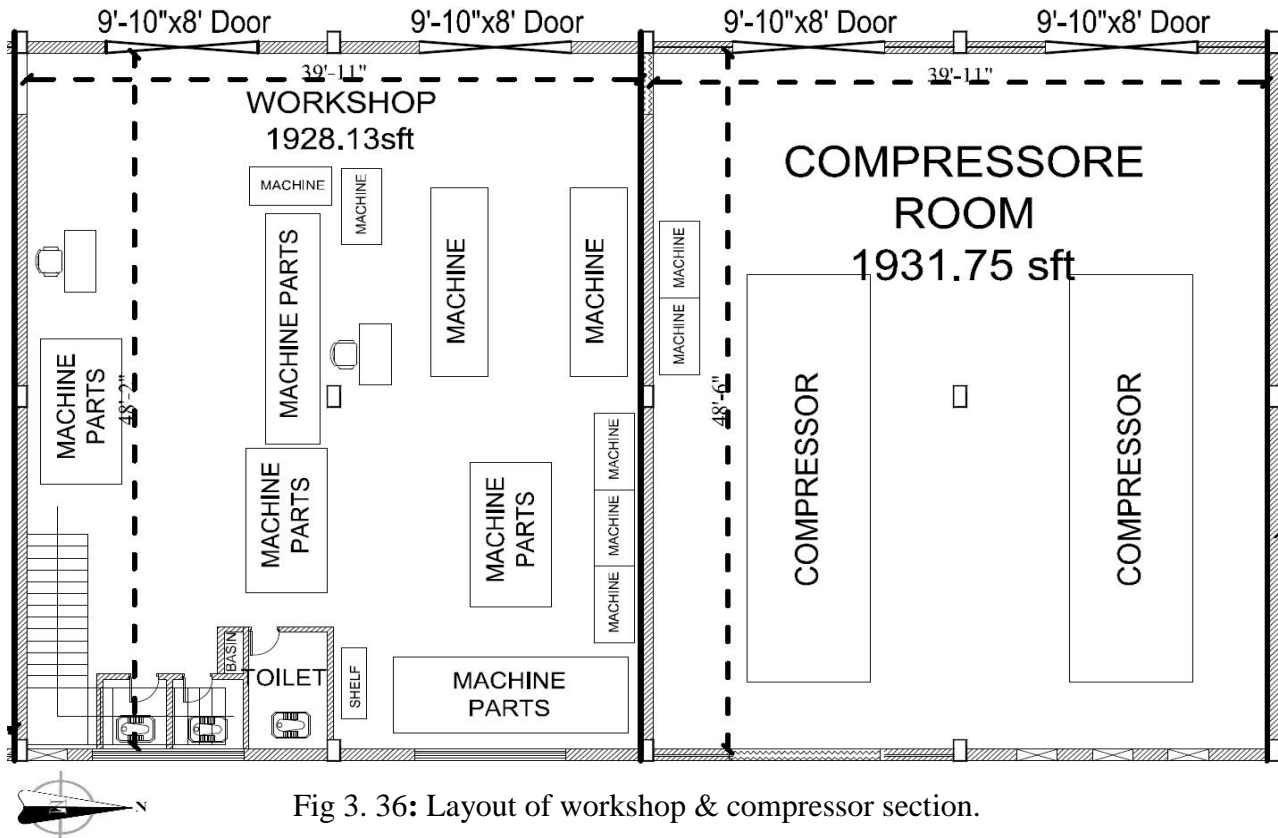 9'-10"x8' Door
9'-10"x8' Door
9'-10"x8' Door
9'-10"x8' Door
39'-11"
39'-11"
WORKSHOP
1928.13sft
COMPRESSORE
ROOM
1931.75 sft
MACHINE
MACHINE
MACHINE PARTS
MACHINE
MACHINE
MACHINE
MACHINE
MACHINE
PARTS
48'-2"
48'-6"
COMPRESSOR
COMPRESSOR
MACHINE
PARTS
MACHINE
PARTS
MACHINE
MACHINE
MACHINE
BASIN
TOILET
SHELF
MACHINE
PARTS
N
Fig 3. 36: Layout of workshop & compressor section.